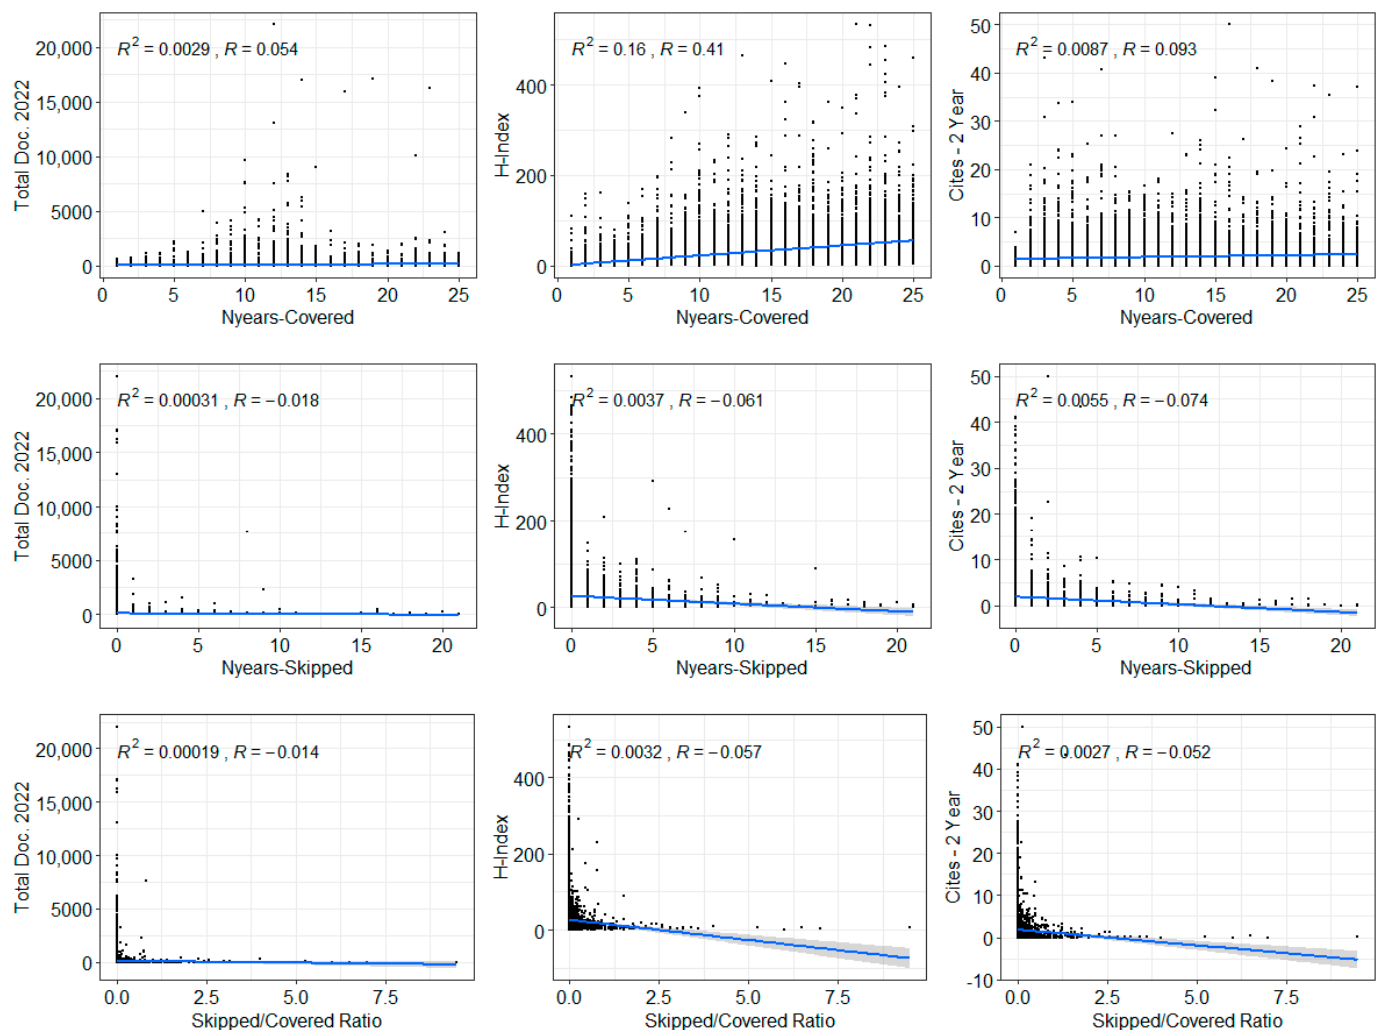 R² = 0.0029 , R = 0.054
Total Doc. 2022
20,000
15,000
10,000
5000
0
0 5 10 15 20 25
Nyears-Covered
R² = 0.16 , R = 0.41
H-Index
400
200
0
0 5 10 15 20 25
Nyears-Covered
R² = 0.0087 , R = 0.093
Cites - 2 Year
50
40
30
20
10
0
0 5 10 15 20 25
Nyears-Covered
R² = 0.00031 , R = −0.018
Total Doc. 2022
20,000
15,000
10,000
5000
0
0 5 10 15 20
Nyears-Skipped
R² = 0.0037 , R = −0.061
H-Index
400
200
0
0 5 10 15 20
Nyears-Skipped
R² = 0.0055 , R = −0.074
Cites - 2 Year
50
40
30
20
10
0
0 5 10 15 20
Nyears-Skipped
R² = 0.00019 , R = −0.014
Total Doc. 2022
20,000
15,000
10,000
5000
0
0.0 2.5 5.0 7.5
Skipped/Covered Ratio
R² = 0.0032 , R = −0.057
H-Index
400
200
0
0.0 2.5 5.0 7.5
Skipped/Covered Ratio
R² = 0.0027 , R = −0.052
Cites - 2 Year
50
40
30
20
10
0
-10
0.0 2.5 5.0 7.5
Skipped/Covered Ratio